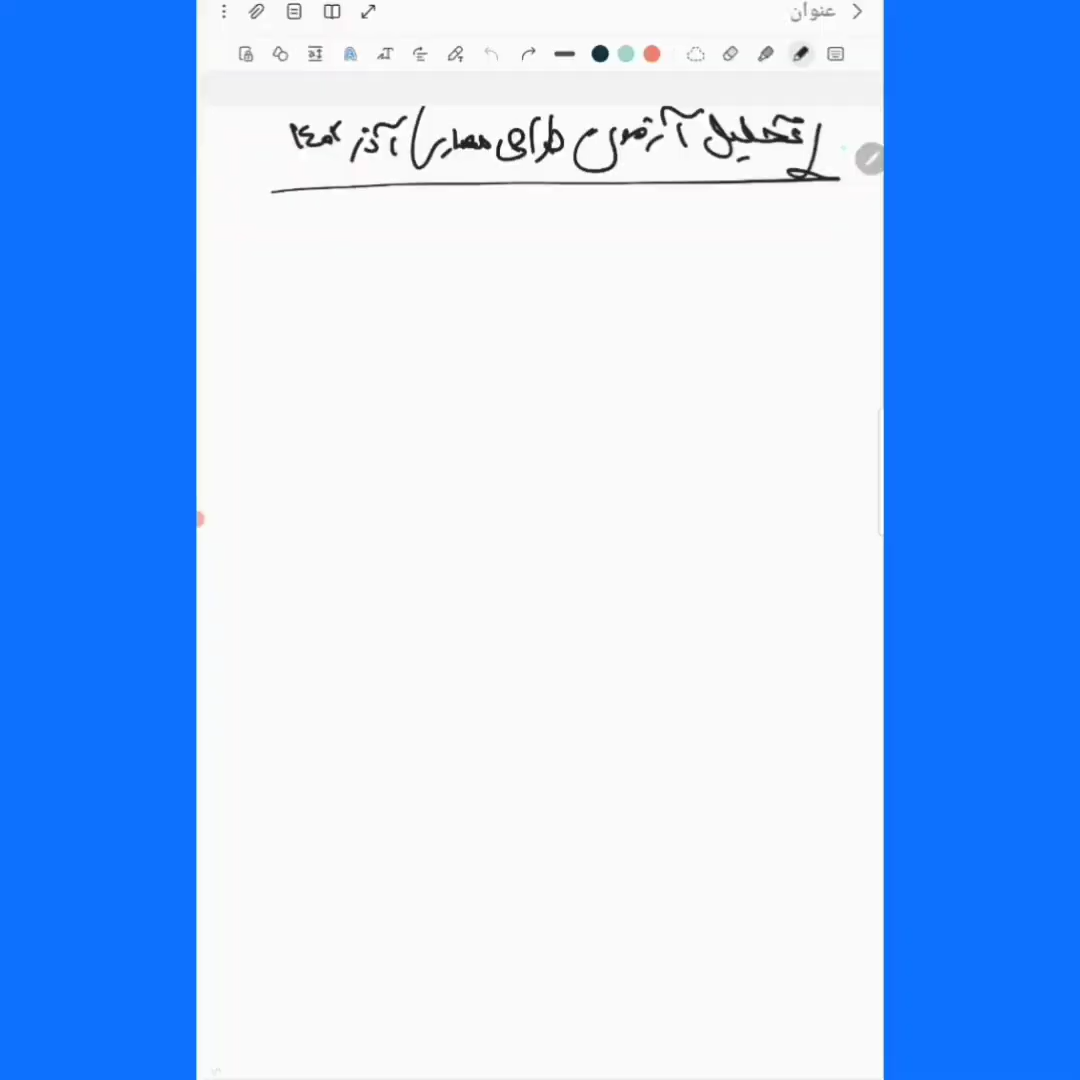 عنوان
تحلیل آزمون طراحی معماری آذر ۱۴۰۲